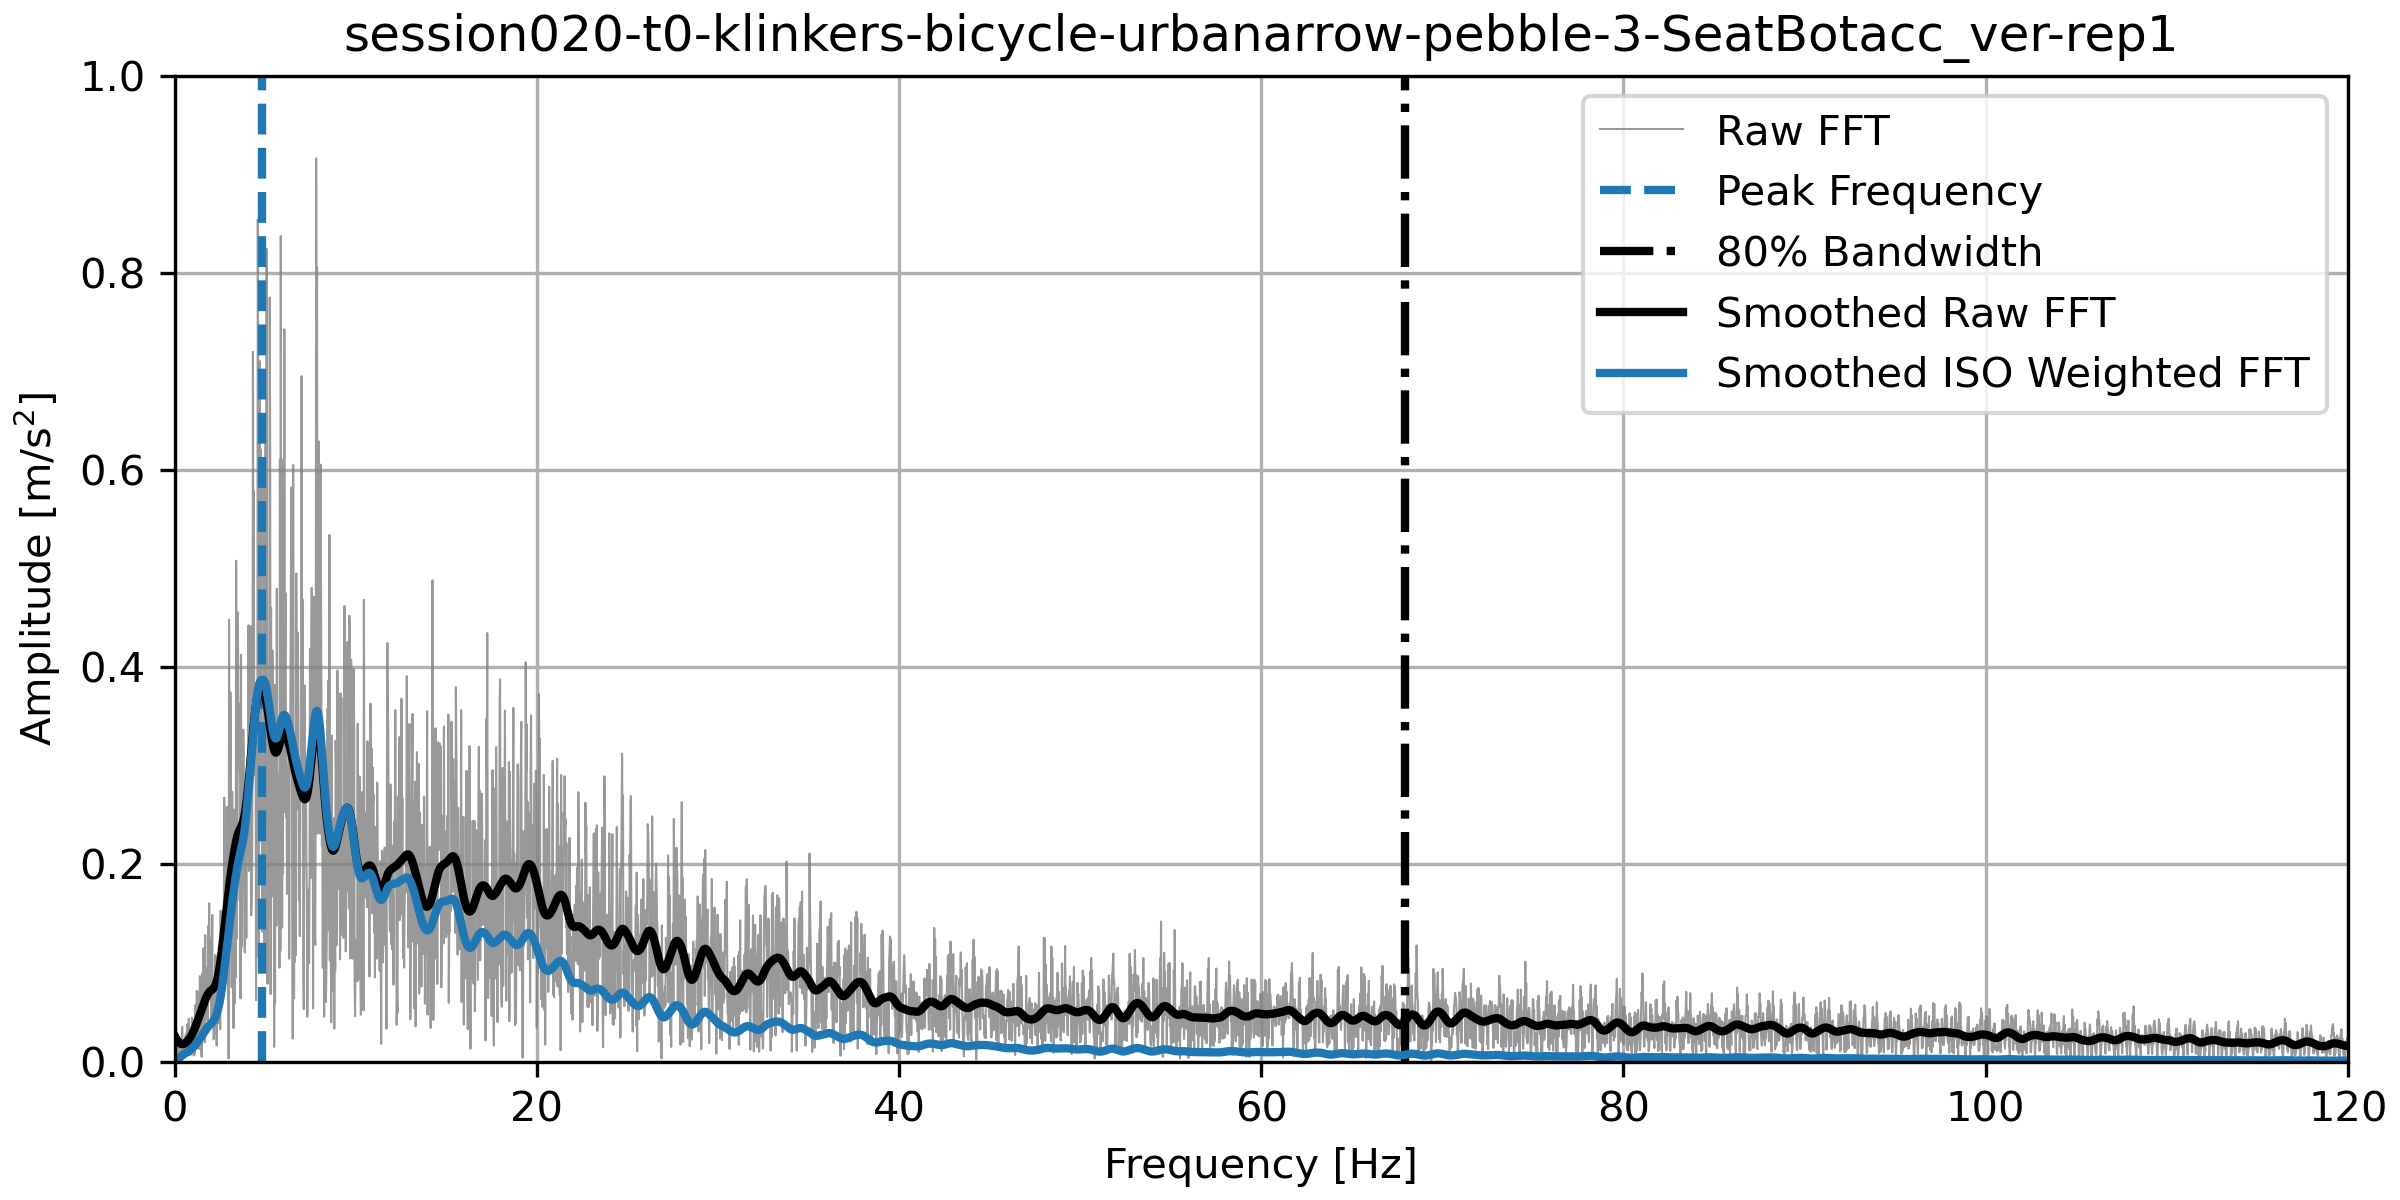 session020-t0-klinkers-bicycle-urbanarrow-pebble-3-SeatBotacc_ver-rep1
1.0
0.8
0.6
0.4
0.2
0.0
Amplitude [m/s²]
Raw FFT
Peak Frequency
80% Bandwidth
Smoothed Raw FFT
Smoothed ISO Weighted FFT
0 20 40 60 80 100 120
Frequency [Hz]